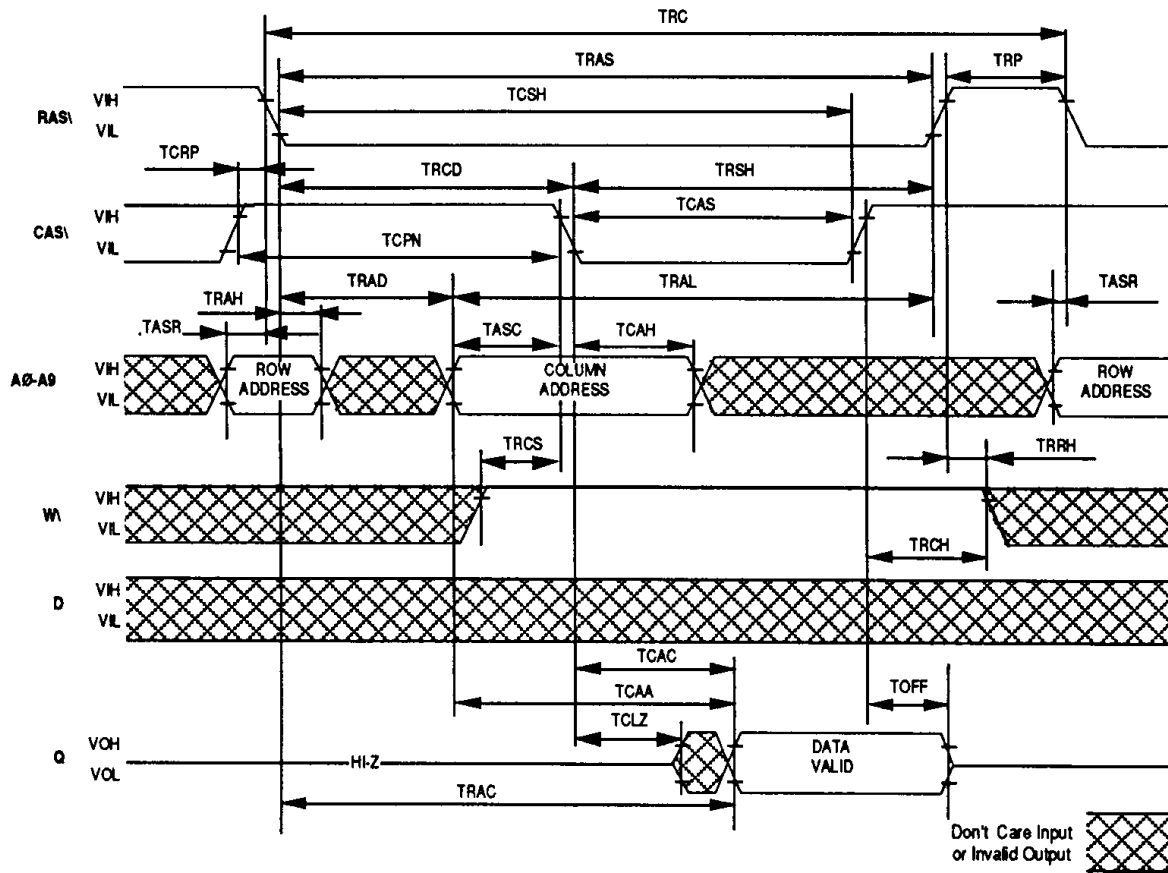 TRC
TRAS
TRP
TCSH
VIH
RAS\
VIL
TCRP
TRCD
TRSH
VIH
TCAS
CAS\
VIL
TCPN
TRAD
TRAL
TASR
TRAH
TASR
TASC
TCAH
VIH
AØ-A9
VIL
ROW
ADDRESS
COLUMN
ADDRESS
ROW
ADDRESS
TRCS
TRRH
VIH
W\
VIL
TRCH
VIH
D
VIL
TCAC
TCAA
TOFF
TCLZ
VOH
Q
VOL
HI-Z
DATA
VALID
TRAC
Don't Care Input
or Invalid Output